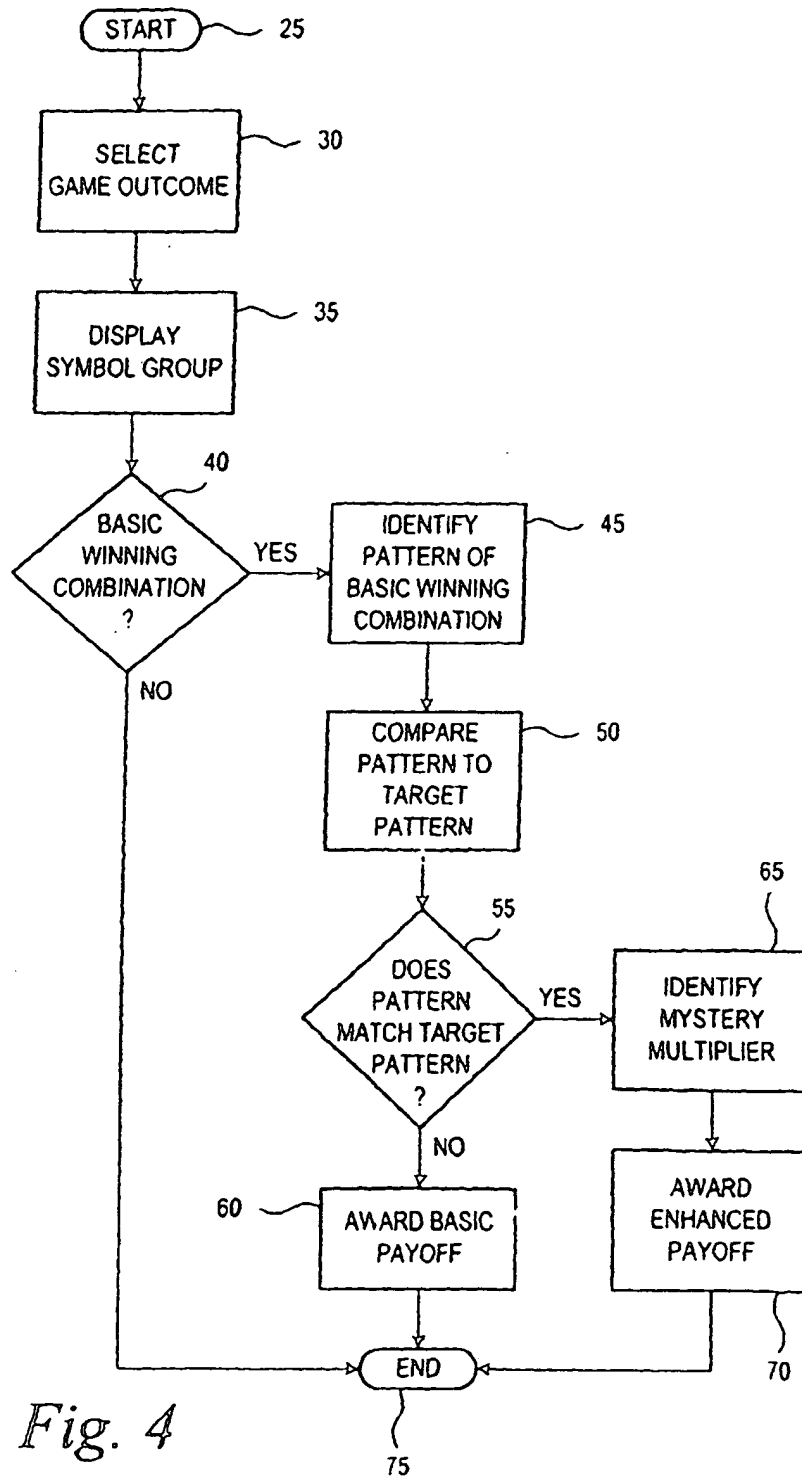 START
25
SELECT
GAME OUTCOME
30
DISPLAY
SYMBOL GROUP
35
40
BASIC
WINNING
COMBINATION
?
YES
NO
IDENTIFY
PATTERN OF
BASIC WINNING
COMBINATION
45
COMPARE
PATTERN TO
TARGET
PATTERN
50
55
DOES
PATTERN
MATCH TARGET
PATTERN
?
YES
NO
65
IDENTIFY
MYSTERY
MULTIPLIER
60
AWARD BASIC
PAYOFF
AWARD
ENHANCED
PAYOFF
70
END
75
Fig. 4